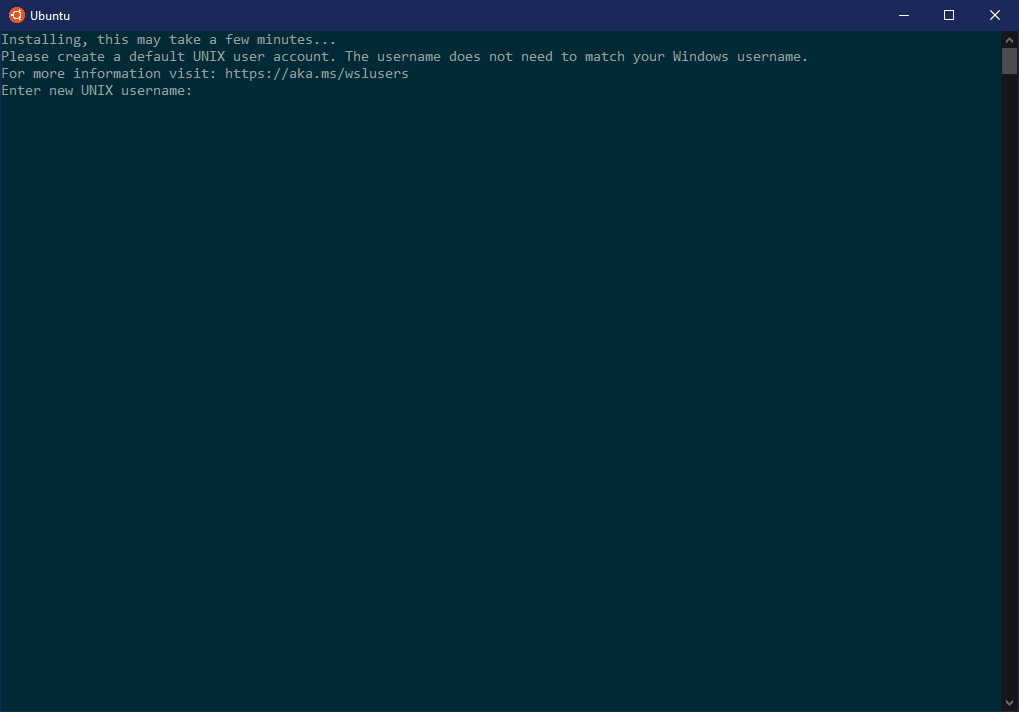 Ubuntu
Installing, this may take a few minutes...
Please create a default UNIX user account. The username does not need to match your Windows username.
For more information visit: https://aka.ms/wslusers
Enter new UNIX username: